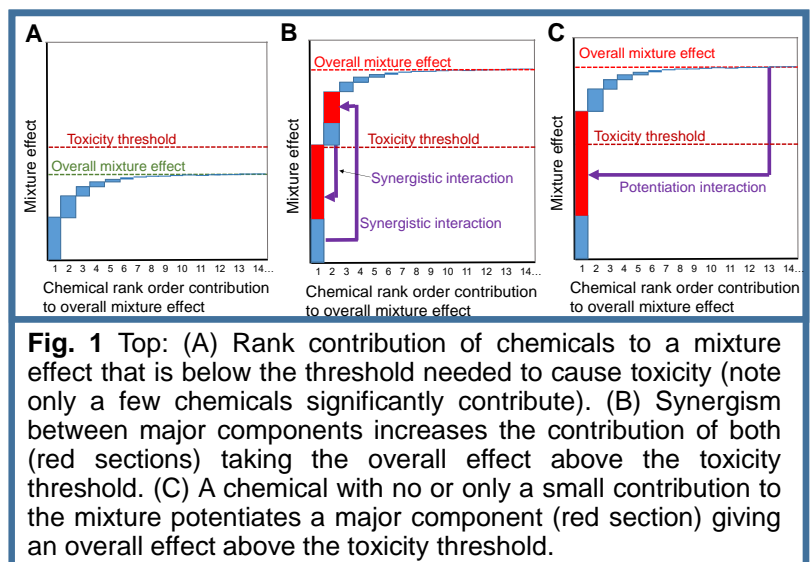 A
Mixture effect
Toxicity threshold
Overall mixture effect
1 2 3 4 5 6 7 8 9 10 11 12 13 14...
Chemical rank order contribution
to overall mixture effect
B
Mixture effect
Overall mixture effect
Toxicity threshold
Synergistic interaction
Synergistic interaction
1 2 3 4 5 6 7 8 9 10 11 12 13 14...
Chemical rank order contribution
to overall mixture effect
C
Mixture effect
Overall mixture effect
Toxicity threshold
Potentiation interaction
1 2 3 4 5 6 7 8 9 10 11 12 13 14...
Chemical rank order contribution
to overall mixture effect
Fig. 1 Top: (A) Rank contribution of chemicals to a mixture
effect that is below the threshold needed to cause toxicity (note
only a few chemicals significantly contribute). (B) Synergism
between major components increases the contribution of both
(red sections) taking the overall effect above the toxicity
threshold. (C) A chemical with no or only a small contribution to
the mixture potentiates a major component (red section) giving
an overall effect above the toxicity threshold.